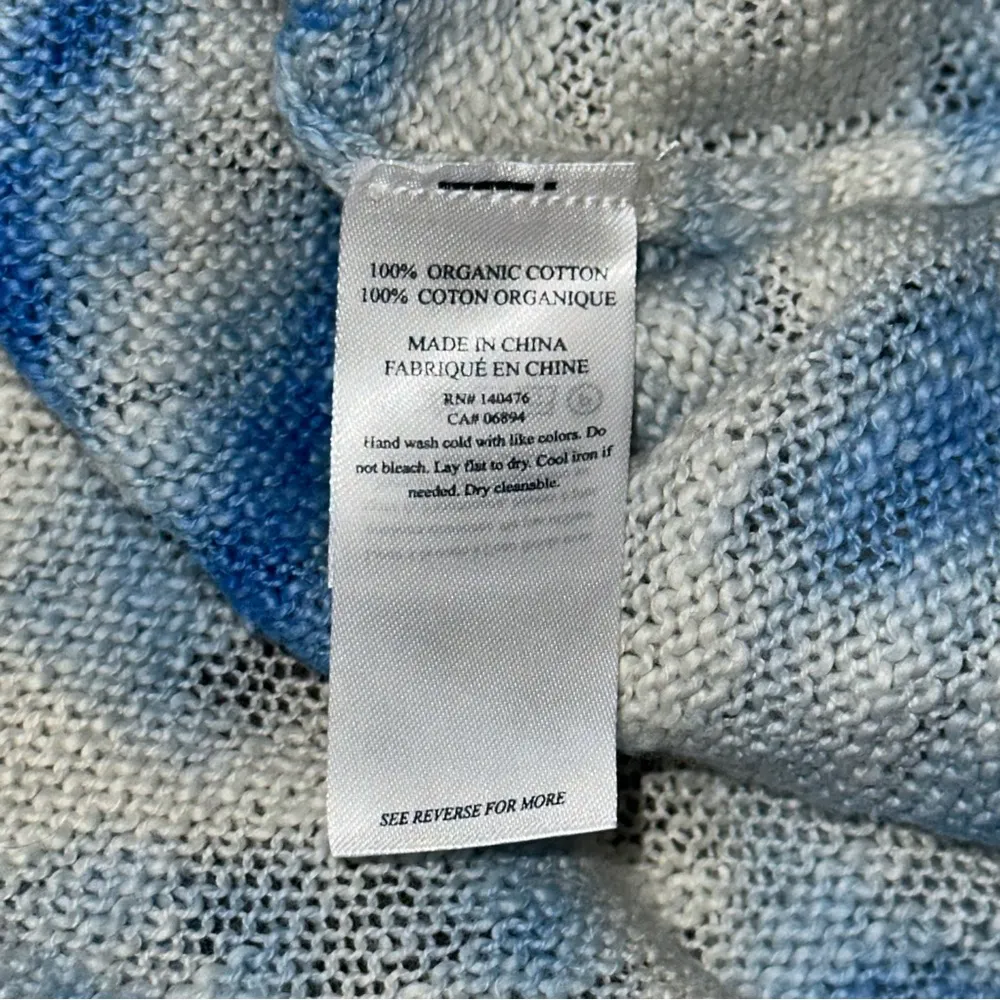 100% ORGANIC COTTON
100% COTON ORGANIQUE
MADE IN CHINA
FABRIQUÉ EN CHINE
RN# 140476
CA# 06894
Hand wash cold with like colors. Do
not bleach. Lay flat to dry. Cool iron if
needed. Dry cleanable.
SEE REVERSE FOR MORE